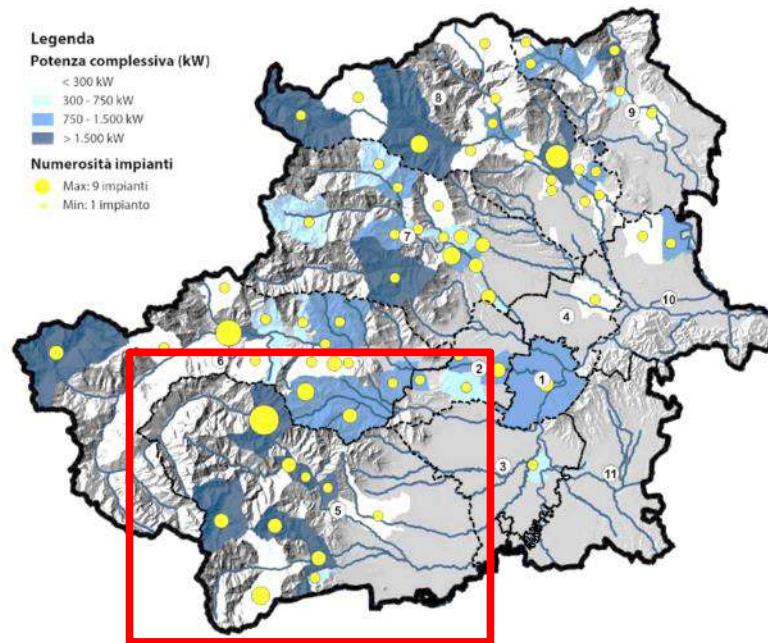 Legenda
Potenza complessiva (kW)
< 300 kW
300 - 750 kW
750 - 1.500 kW
> 1.500 kW
Numerosità impianti
Max: 9 impianti
Min: 1 impianto
8
9
7
10
4
6
2
1
3
11
5